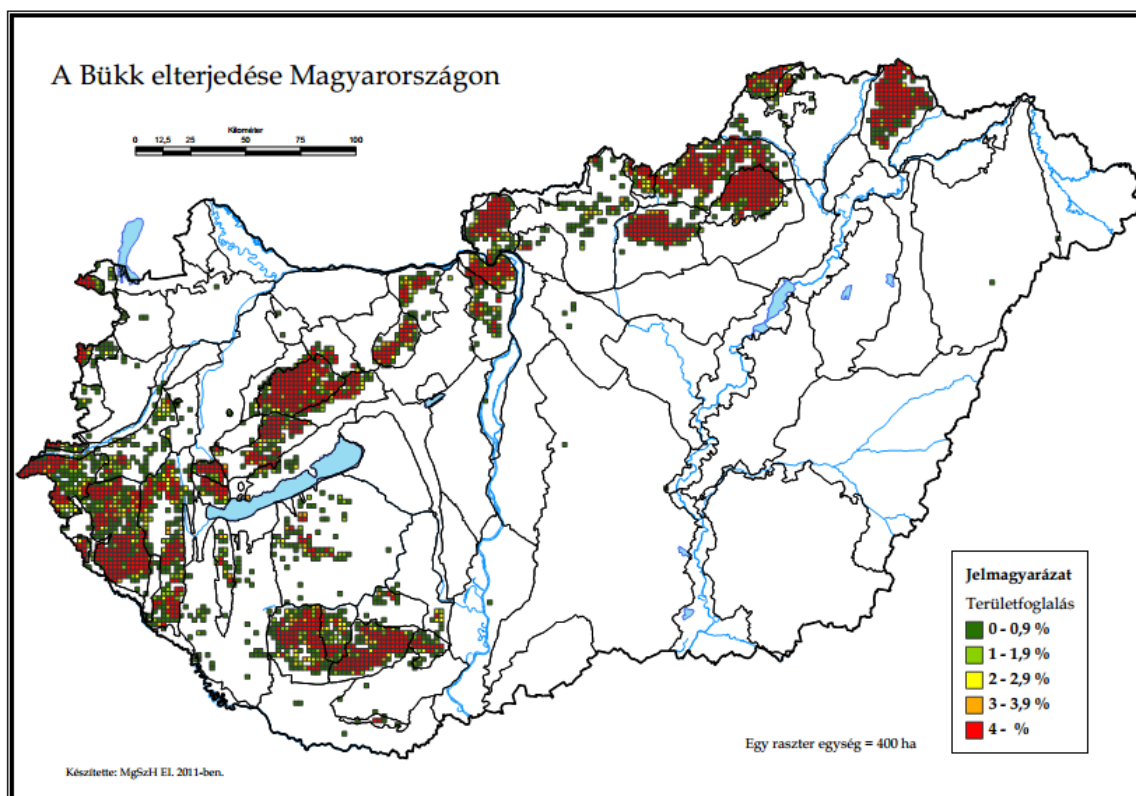 A Bükk elterjedése Magyarországon
Kilométer
0 12,5 25 50 75 100
Jelmagyarázat
Területfoglalás
0 - 0,9 %
1 - 1,9 %
2 - 2,9 %
3 - 3,9 %
4 - %
Egy raszter egység = 400 ha
Készítette: MgSzH EI. 2011-ben.